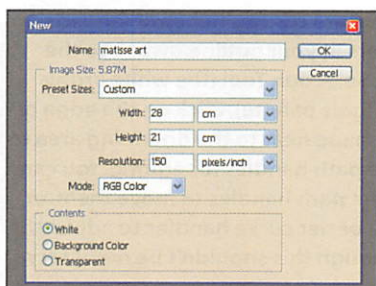 New
Name: matisse art
OK
Image Size: 5.87M
Cancel
Preset Sizes: Custom
Width: 28 cm
Height: 21 cm
Resolution: 150 pixels/inch
Mode: RGB Color
Contents
White
Background Color
Transparent